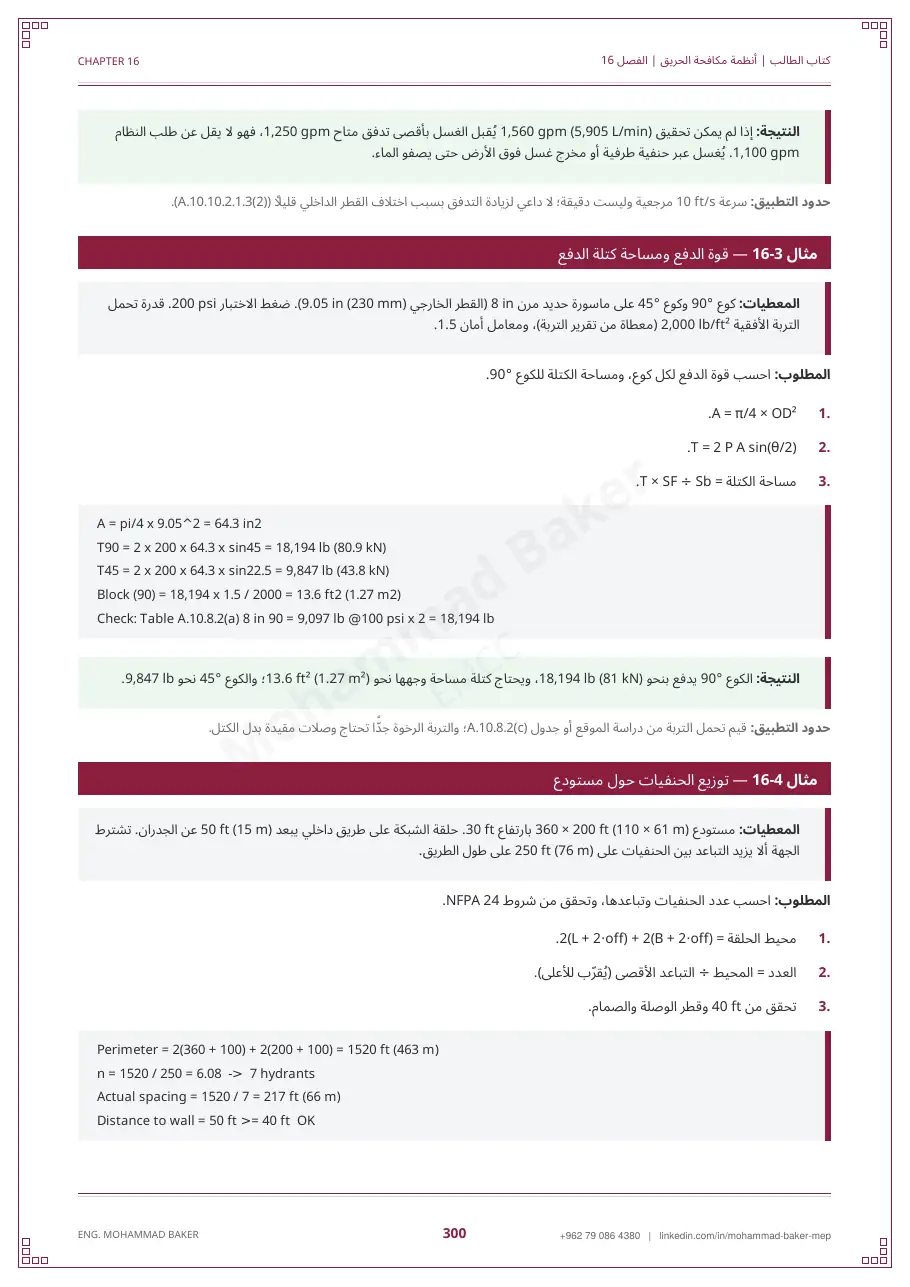 CHAPTER 16
كتاب الطالب | أنظمة مكافحة الحريق | الفصل 16
النتيجة: إذا لم يمكن تحقيق 1,560 gpm (5,905 L/min) يُقبل الغسل بأقصى تدفق متاح 1,250 gpm، فهو لا يقل عن طلب النظام
1,100 gpm. يُغسل عبر حنفية طرفية أو مخرج غسل فوق الأرض حتى يصفو الماء.
حدود التطبيق: سرعة 10 ft/s مرجعية وليست دقيقة؛ لا داعي لزيادة التدفق بسبب اختلاف القطر الداخلي قليلًا (A.10.10.2.1.3(2)).
مثال 3-16 — قوة الدفع ومساحة كتلة الدفع
المعطيات: كوع 90° وكوع 45° على ماسورة حديد مرن 8 in (القطر الخارجي 9.05 in (230 mm)). ضغط الاختبار 200 psi. قدرة تحمل
التربة الأفقية 2,000 lb/ft² (معطاة من تقرير التربة)، ومعامل أمان 1.5.
المطلوب: احسب قوة الدفع لكل كوع، ومساحة الكتلة للكوع 90°.
1. A = π/4 × OD².
2. T = 2 P A sin(θ/2).
3. مساحة الكتلة = T × SF ÷ Sb.
A = pi/4 x 9.05^2 = 64.3 in2
T90 = 2 x 200 x 64.3 x sin45 = 18,194 lb (80.9 kN)
T45 = 2 x 200 x 64.3 x sin22.5 = 9,847 lb (43.8 kN)
Block (90) = 18,194 x 1.5 / 2000 = 13.6 ft2 (1.27 m2)
Check: Table A.10.8.2(a) 8 in 90 = 9,097 lb @100 psi x 2 = 18,194 lb
النتيجة: الكوع 90° يدفع بنحو 18,194 lb (81 kN)، ويحتاج كتلة مساحة وجهها نحو 13.6 ft² (1.27 m²)؛ والكوع 45° نحو 9,847 lb.
حدود التطبيق: قيم تحمل التربة من دراسة الموقع أو جدول A.10.8.2(c)؛ والتربة الرخوة جدًّا تحتاج وصلات مقيدة بدل الكتل.
مثال 4-16 — توزيع الحنفيات حول مستودع
المعطيات: مستودع 360 × 200 ft (110 × 61 m) بارتفاع 30 ft. حلقة الشبكة على طريق داخلي يبعد 50 ft (15 m) عن الجدران. تشترط
الجهة ألا يزيد التباعد بين الحنفيات على 250 ft (76 m) على طول الطريق.
المطلوب: احسب عدد الحنفيات وتباعدها، وتحقق من شروط NFPA 24.
1. محيط الحلقة = 2(L + 2·off) + 2(B + 2·off).
2. العدد = المحيط ÷ التباعد الأقصى (يُقرّب للأعلى).
3. تحقق من 40 ft وقطر الوصلة والصمام.
Perimeter = 2(360 + 100) + 2(200 + 100) = 1520 ft (463 m)
n = 1520 / 250 = 6.08 -> 7 hydrants
Actual spacing = 1520 / 7 = 217 ft (66 m)
Distance to wall = 50 ft >= 40 ft OK
Mohammad Baker
EMCC
ENG. MOHAMMAD BAKER
300
+962 79 086 4380 | linkedin.com/in/mohammad-baker-mep